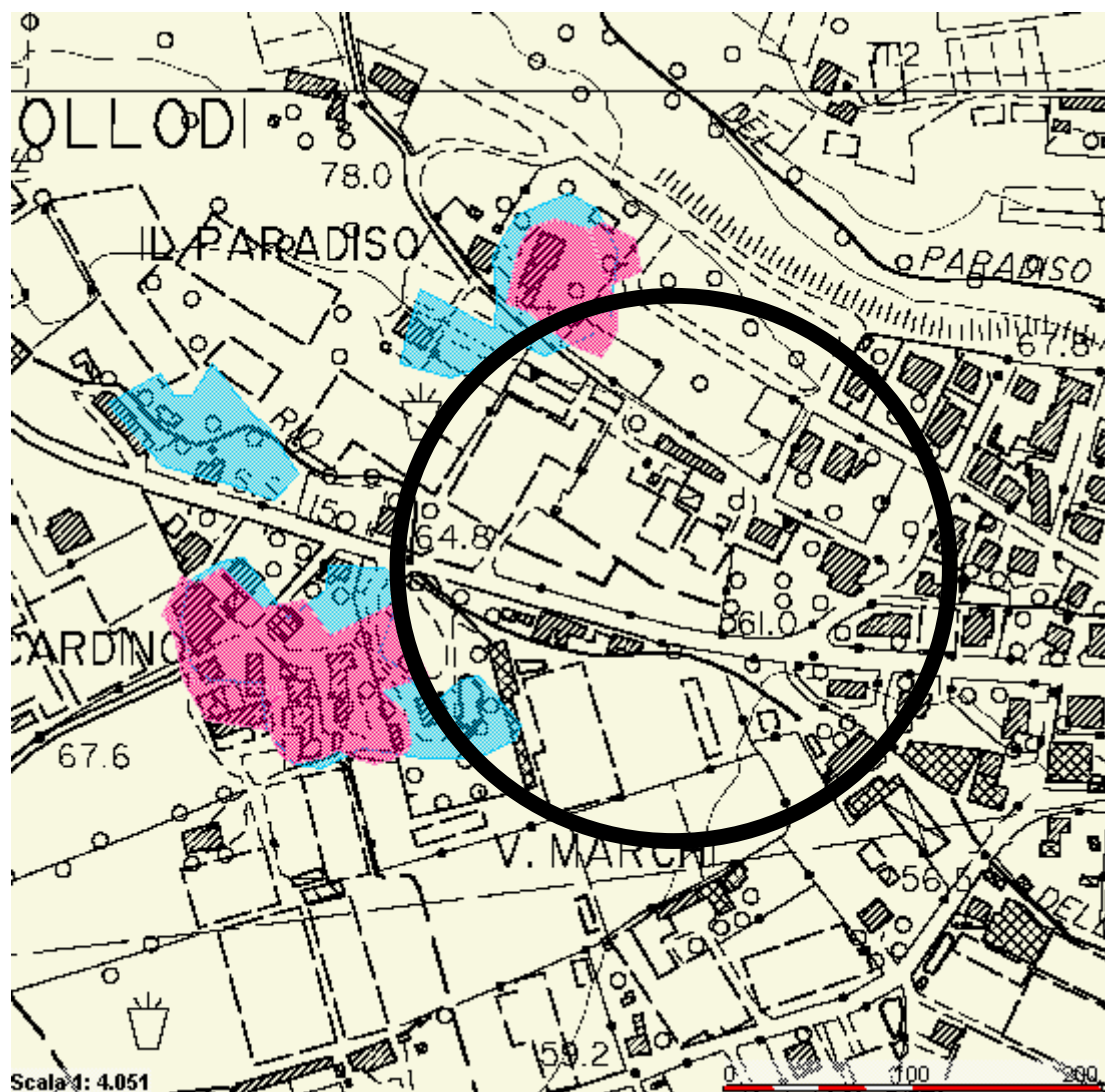 OLLODI
DEL
78.0
IL PARADISO
PARADISO
67.8
RIO
S.
15
64.8
61.0
CARDINO
67.6
V. MARCHI
56.5
DEL
59.2
Scala 1: 4.051
0 100 200